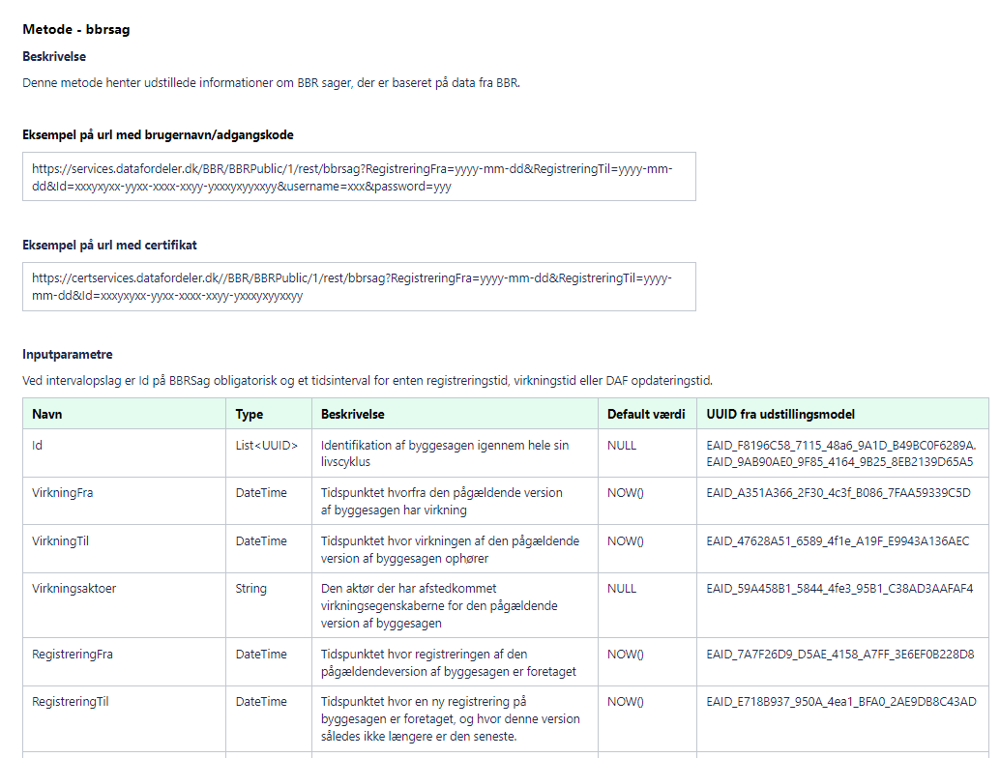 Metode - bbrsag
Beskrivelse
Denne metode henter udstillede informationer om BBR sager, der er baseret på data fra BBR.
Eksempel på url med brugernavn/adgangskode
https://services.datafordeler.dk/BBR/BBRPublic/1/rest/bbrsag?RegistreringFra=yyyy-mm-dd&RegistreringTil=yyyy-mm-
dd&Id=xxxyxyxx-yyxx-xxxx-xxyy-yxxxyxyyxxyy&username=xxx&password=yyy
Eksempel på url med certifikat
https://certservices.datafordeler.dk//BBR/BBRPublic/1/rest/bbrsag?RegistreringFra=yyyy-mm-dd&RegistreringTil=yyyy-
mm-dd&Id=xxxyxyxx-yyxx-xxxx-xxyy-yxxxyxyyxxyy
Inputparametre
Ved intervalopslag er Id på BBRSag obligatorisk og et tidsinterval for enten registreringstid, virkningstid eller DAF opdateringstid.
Navn Type Beskrivelse Default værdi UUID fra udstillingsmodel
Id List<UUID> Identifikation af byggesagen igennem hele sin NULL EAID_F8196C58_7115_48a6_9A1D_B49BC0F6289A.
livscyklus EAID_9AB90AE0_9F85_4164_9B25_8EB2139D65A5
VirkningFra DateTime Tidspunktet hvorfra den pågældende version NOW() EAID_A351A366_2F30_4c3f_B086_7FAA59339C5D
af byggesagen har virkning
VirkningTil DateTime Tidspunktet hvor virkningen af den pågældende NOW() EAID_47628A51_6589_4f1e_A19F_E9943A136AEC
version af byggesagen ophører
Virkningsaktoer String Den aktør der har afstedkommet NULL EAID_59A458B1_5844_4fe3_95B1_C38AD3AAFAF4
virkningsegenskaberne for den pågældende
version af byggesagen
RegistreringFra DateTime Tidspunktet hvor registreringen af den NOW() EAID_7A7F26D9_D5AE_4158_A7FF_3E6EF0B228D8
pågældendeversion af byggesagen er foretaget
RegistreringTil DateTime Tidspunktet hvor en ny registrering på NOW() EAID_E718B937_950A_4ea1_BFA0_2AE9DB8C43AD
byggesagen er foretaget, og hvor denne version
således ikke længere er den seneste.